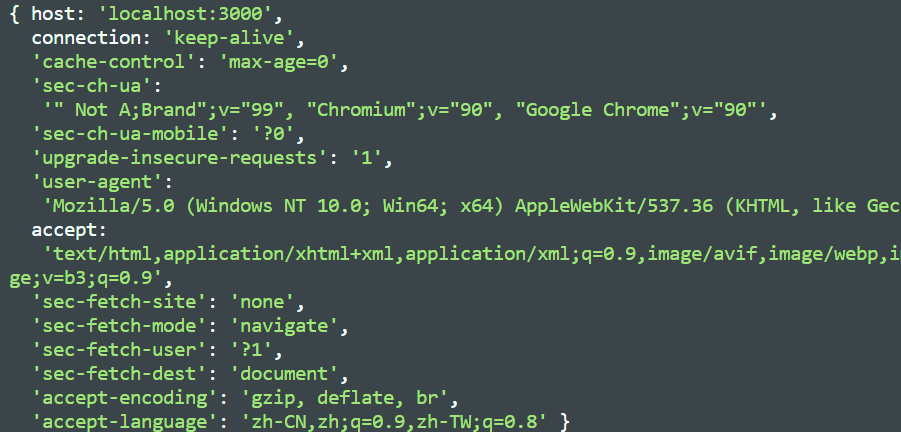 { host: 'localhost:3000',
connection: 'keep-alive',
'cache-control': 'max-age=0',
'sec-ch-ua':
'" Not A;Brand";v="99", "Chromium";v="90", "Google Chrome";v="90"',
'sec-ch-ua-mobile': '?0',
'upgrade-insecure-requests': '1',
'user-agent':
'Mozilla/5.0 (Windows NT 10.0; Win64; x64) AppleWebKit/537.36 (KHTML, like Gec
accept:
'text/html,application/xhtml+xml,application/xml;q=0.9,image/avif,image/webp,i
ge;v=b3;q=0.9',
'sec-fetch-site': 'none',
'sec-fetch-mode': 'navigate',
'sec-fetch-user': '?1',
'sec-fetch-dest': 'document',
'accept-encoding': 'gzip, deflate, br',
'accept-language': 'zh-CN,zh;q=0.9,zh-TW;q=0.8' }